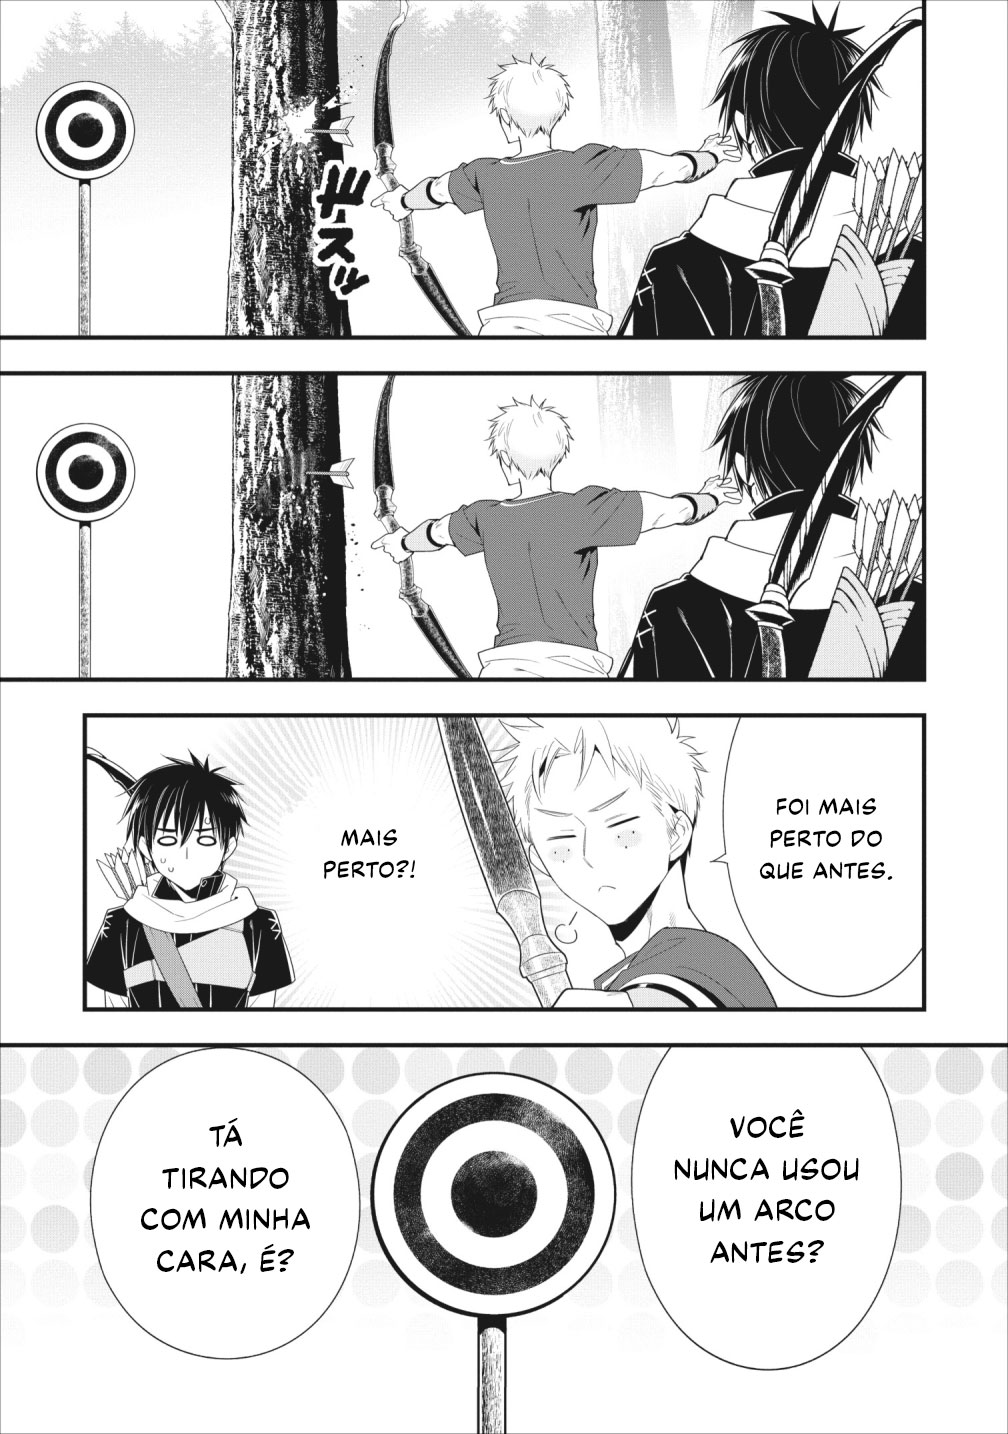 ザスッ
FOI MAIS
PERTO DO
QUE ANTES.
MAIS
PERTO?!
VOCÊ
NUNCA USOU
UM ARCO
ANTES?
TÁ
TIRANDO
COM MINHA
CARA, É?